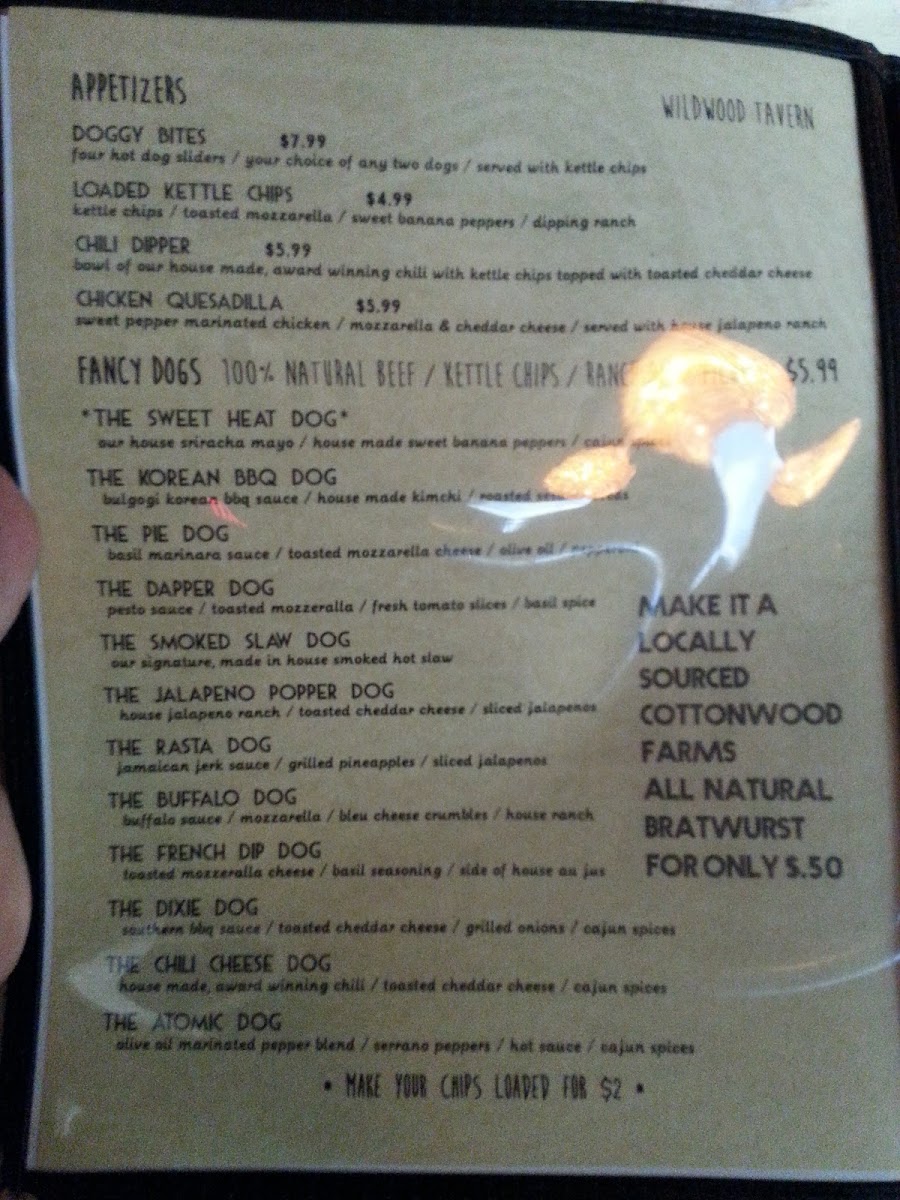 APPETIZERS
WILDWOOD TAVERN
DOGGY BITES $7.99
four hot dog sliders / your choice of any two dogs / served with kettle chips
LOADED KETTLE CHIPS $4.99
kettle chips / toasted mozzarella / sweet banana peppers / dipping ranch
CHILI DIPPER $5.99
bowl of our house made, award winning chili with kettle chips topped with toasted cheddar cheese
CHICKEN QUESADILLA $5.99
sweet pepper marinated chicken / mozzarella & cheddar cheese / served with house jalapeno ranch
FANCY DOGS 100% NATURAL BEEF / KETTLE CHIPS / $5.99
*THE SWEET HEAT DOG*
our house sriracha mayo / house made sweet banana peppers / cajun
THE KOREAN BBQ DOG
bulgogi korean bbq sauce / house made kimchi / roasted
THE PIE DOG
basil marinara sauce / toasted mozzarella cheese / olive oil /
THE DAPPER DOG
pesto sauce / toasted mozzeralla / fresh tomato slices / basil spice
THE SMOKED SLAW DOG
our signature, made in house smoked hot slaw
THE JALAPENO POPPER DOG
house jalapeno ranch / toasted cheddar cheese / sliced jalapenos
THE RASTA DOG
jamaican jerk sauce / grilled pineapples / sliced jalapenos
THE BUFFALO DOG
buffalo sauce / mozzarella / bleu cheese crumbles / house ranch
THE FRENCH DIP DOG
toasted mozzeralla cheese / basil seasoning / side of house au jus
THE DIXIE DOG
southern bbq sauce / toasted cheddar cheese / grilled onions / cajun spices
THE CHILI CHEESE DOG
house made, award winning chili / toasted cheddar cheese / cajun spices
THE ATOMIC DOG
olive oil marinated pepper blend / serrano peppers / hot sauce / cajun spices
• MAKE YOUR CHIPS LOADED FOR $2 •
MAKE IT A
LOCALLY
SOURCED
COTTONWOOD
FARMS
ALL NATURAL
BRATWURST
FOR ONLY $.50